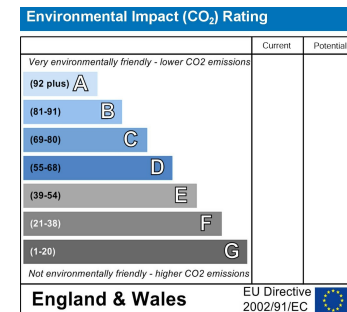 Environmental Impact (CO₂) Rating
Current Potential
Very environmentally friendly - lower CO2 emissions
(92 plus) A
(81-91) B
(69-80) C
(55-68) D
(39-54) E
(21-38) F
(1-20) G
Not environmentally friendly - higher CO2 emissions
England & Wales
EU Directive
2002/91/EC